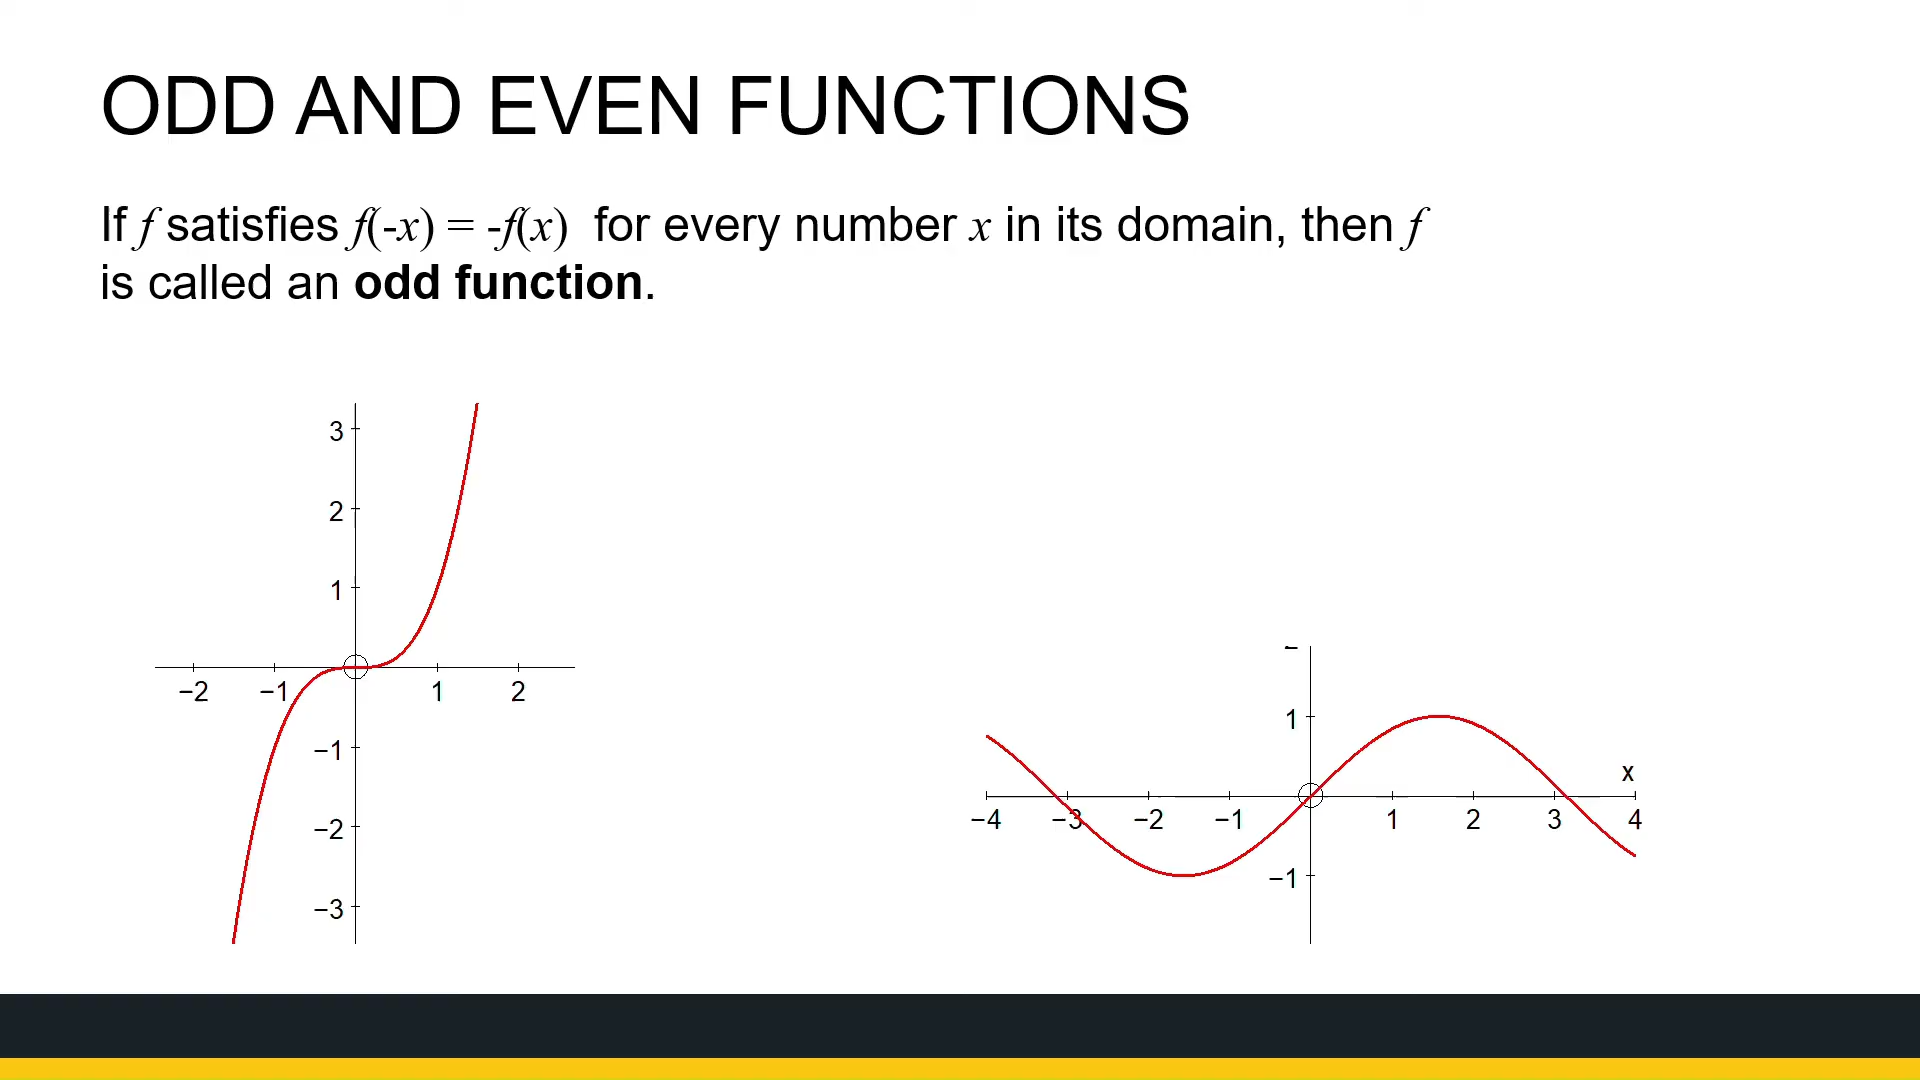 ODD AND EVEN FUNCTIONS
If f satisfies f(-x) = -f(x) for every number x in its domain, then f
is called an odd function.
3
2
1
−2 −1 1 2
−1
−2
−3
1
x
−4 −3 −2 −1 1 2 3 4
−1